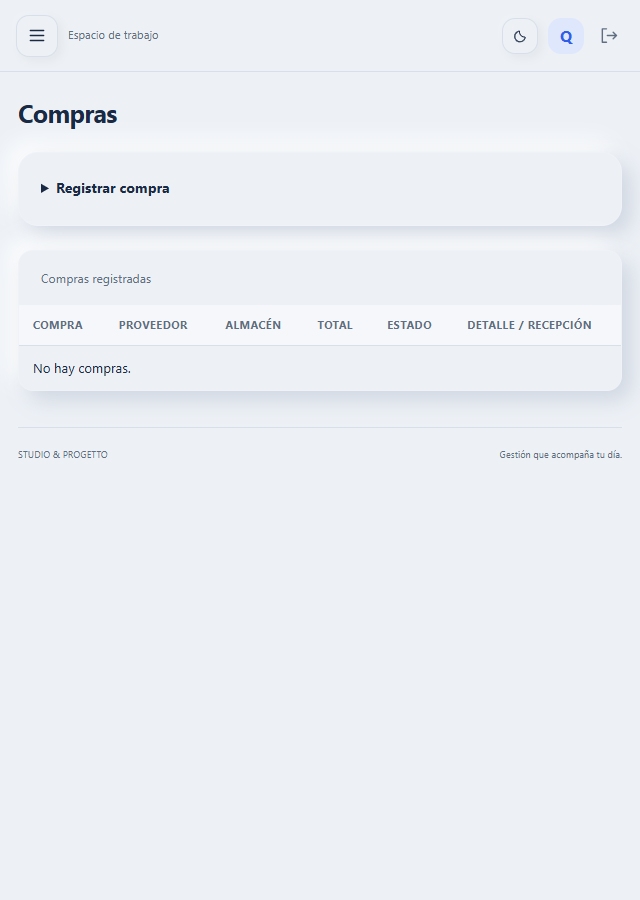 Espacio de trabajo
Q
Compras
Registrar compra
Compras registradas
COMPRA PROVEEDOR ALMACÉN TOTAL ESTADO DETALLE / RECEPCIÓN
No hay compras.
STUDIO & PROGETTO
Gestión que acompaña tu día.